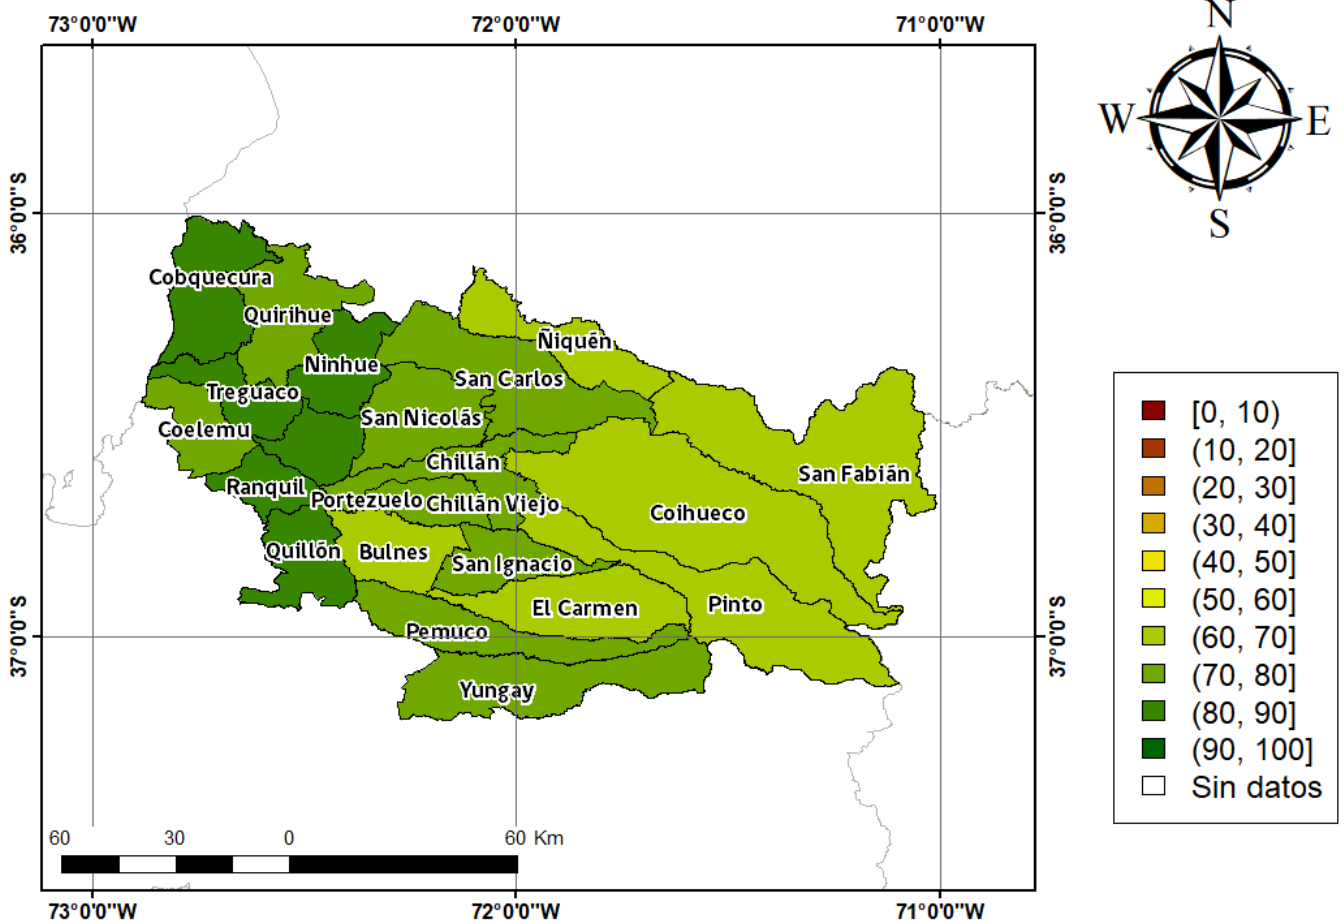 73°0'0"W
72°0'0"W
71°0'0"W
N
W
E
S
36°0'0"S
36°0'0"S
Cobquecura
Quirihue
Ñiquén
Ninhue
San Carlos
Treguaco
San Nicolás
Coelemu
Chillán
San Fabián
Ranquil
Portezuelo
Chillán Viejo
Coihueco
Quillón
Bulnes
San Ignacio
El Carmen
Pinto
Pemuco
37°0'0"S
37°0'0"S
Yungay
[0, 10)
(10, 20]
(20, 30]
(30, 40]
(40, 50]
(50, 60]
(60, 70]
(70, 80]
(80, 90]
(90, 100]
Sin datos
60 30 0 60 Km
73°0'0"W
72°0'0"W
71°0'0"W